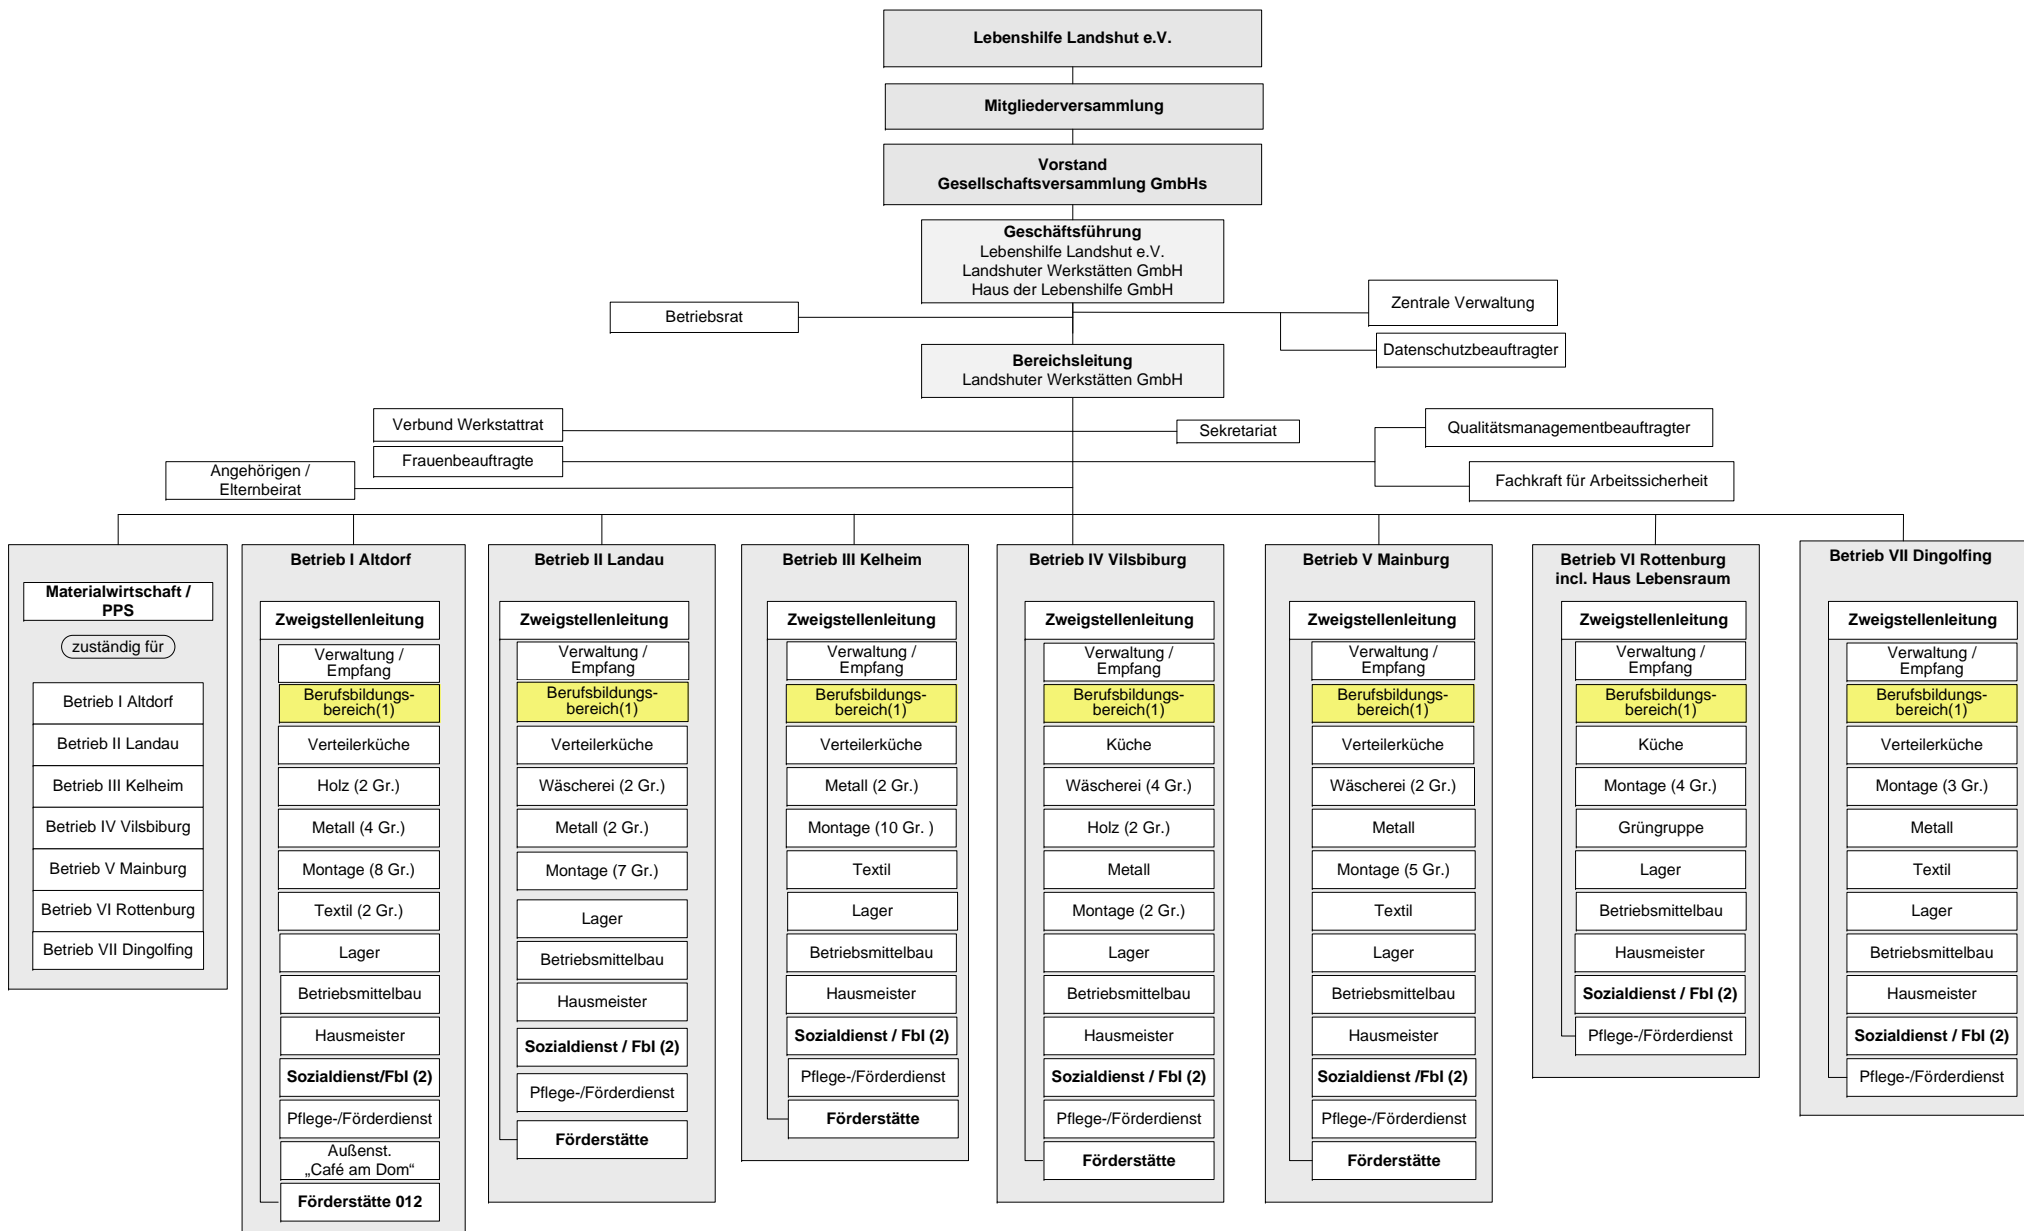 Lebenshilfe Landshut e.V.
Mitgliederversammlung
Vorstand
Gesellschaftsversammlung GmbHs
Geschäftsführung
Lebenshilfe Landshut e.V.
Landshuter Werkstätten GmbH
Haus der Lebenshilfe GmbH
Betriebsrat
Zentrale Verwaltung
Datenschutzbeauftragter
Bereichsleitung
Landshuter Werkstätten GmbH
Verbund Werkstattrat
Sekretariat
Qualitätsmanagementbeauftragter
Frauenbeauftragte
Angehörigen /
Elternbeirat
Fachkraft für Arbeitssicherheit
Materialwirtschaft /
PPS
zuständig für
Betrieb I Altdorf
Betrieb II Landau
Betrieb III Kelheim
Betrieb IV Vilsbiburg
Betrieb V Mainburg
Betrieb VI Rottenburg
Betrieb VII Dingolfing
Betrieb I Altdorf
Zweigstellenleitung
Verwaltung /
Empfang
Berufsbildungs-
bereich(1)
Verteilerküche
Holz (2 Gr.)
Metall (4 Gr.)
Montage (8 Gr.)
Textil (2 Gr.)
Lager
Betriebsmittelbau
Hausmeister
Sozialdienst/FbI (2)
Pflege-/Förderdienst
Außenst.
„Café am Dom“
Förderstätte 012
Betrieb II Landau
Zweigstellenleitung
Verwaltung /
Empfang
Berufsbildungs-
bereich(1)
Verteilerküche
Wäscherei (2 Gr.)
Metall (2 Gr.)
Montage (7 Gr.)
Lager
Betriebsmittelbau
Hausmeister
Sozialdienst / FbI (2)
Pflege-/Förderdienst
Förderstätte
Betrieb III Kelheim
Zweigstellenleitung
Verwaltung /
Empfang
Berufsbildungs-
bereich(1)
Verteilerküche
Metall (2 Gr.)
Montage (10 Gr. )
Textil
Lager
Betriebsmittelbau
Hausmeister
Sozialdienst / FbI (2)
Pflege-/Förderdienst
Förderstätte
Betrieb IV Vilsbiburg
Zweigstellenleitung
Verwaltung /
Empfang
Berufsbildungs-
bereich(1)
Küche
Wäscherei (4 Gr.)
Holz (2 Gr.)
Metall
Montage (2 Gr.)
Lager
Betriebsmittelbau
Hausmeister
Sozialdienst / FbI (2)
Pflege-/Förderdienst
Förderstätte
Betrieb V Mainburg
Zweigstellenleitung
Verwaltung /
Empfang
Berufsbildungs-
bereich(1)
Verteilerküche
Wäscherei (2 Gr.)
Metall
Montage (5 Gr.)
Textil
Lager
Betriebsmittelbau
Hausmeister
Sozialdienst /FbI (2)
Pflege-/Förderdienst
Förderstätte
Betrieb VI Rottenburg
incl. Haus Lebensraum
Zweigstellenleitung
Verwaltung /
Empfang
Berufsbildungs-
bereich(1)
Küche
Montage (4 Gr.)
Grüngruppe
Lager
Betriebsmittelbau
Hausmeister
Sozialdienst / FbI (2)
Pflege-/Förderdienst
Betrieb VII Dingolfing
Zweigstellenleitung
Verwaltung /
Empfang
Berufsbildungs-
bereich(1)
Verteilerküche
Montage (3 Gr.)
Metall
Textil
Lager
Betriebsmittelbau
Hausmeister
Sozialdienst / FbI (2)
Pflege-/Förderdienst